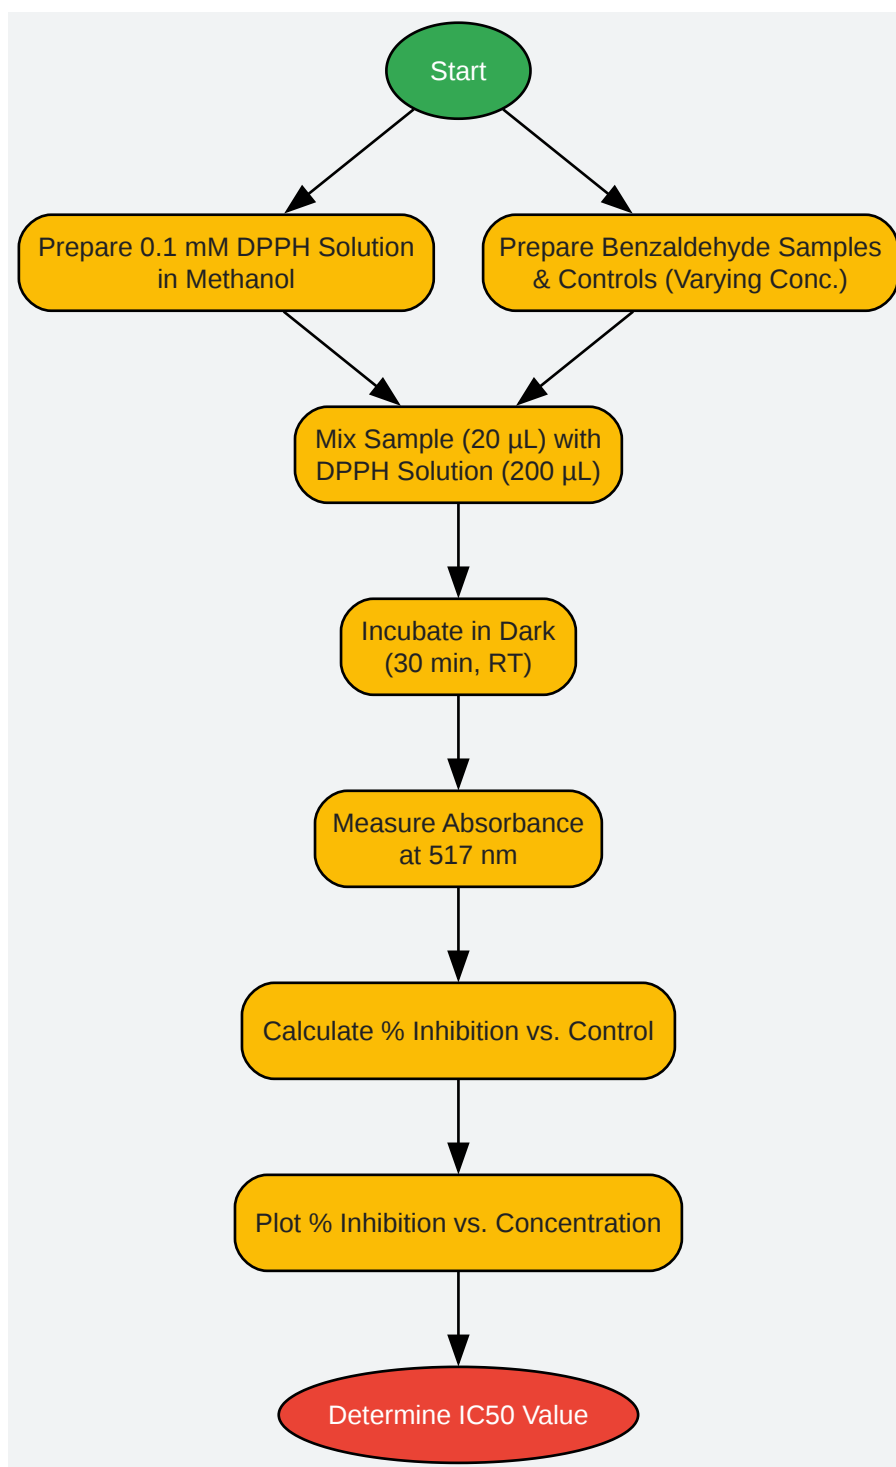 Start
Prepare 0.1 mM DPPH Solution
in Methanol
Prepare Benzaldehyde Samples
& Controls (Varying Conc.)
Mix Sample (20 µL) with
DPPH Solution (200 µL)
Incubate in Dark
(30 min, RT)
Measure Absorbance
at 517 nm
Calculate % Inhibition vs. Control
Plot % Inhibition vs. Concentration
Determine IC50 Value